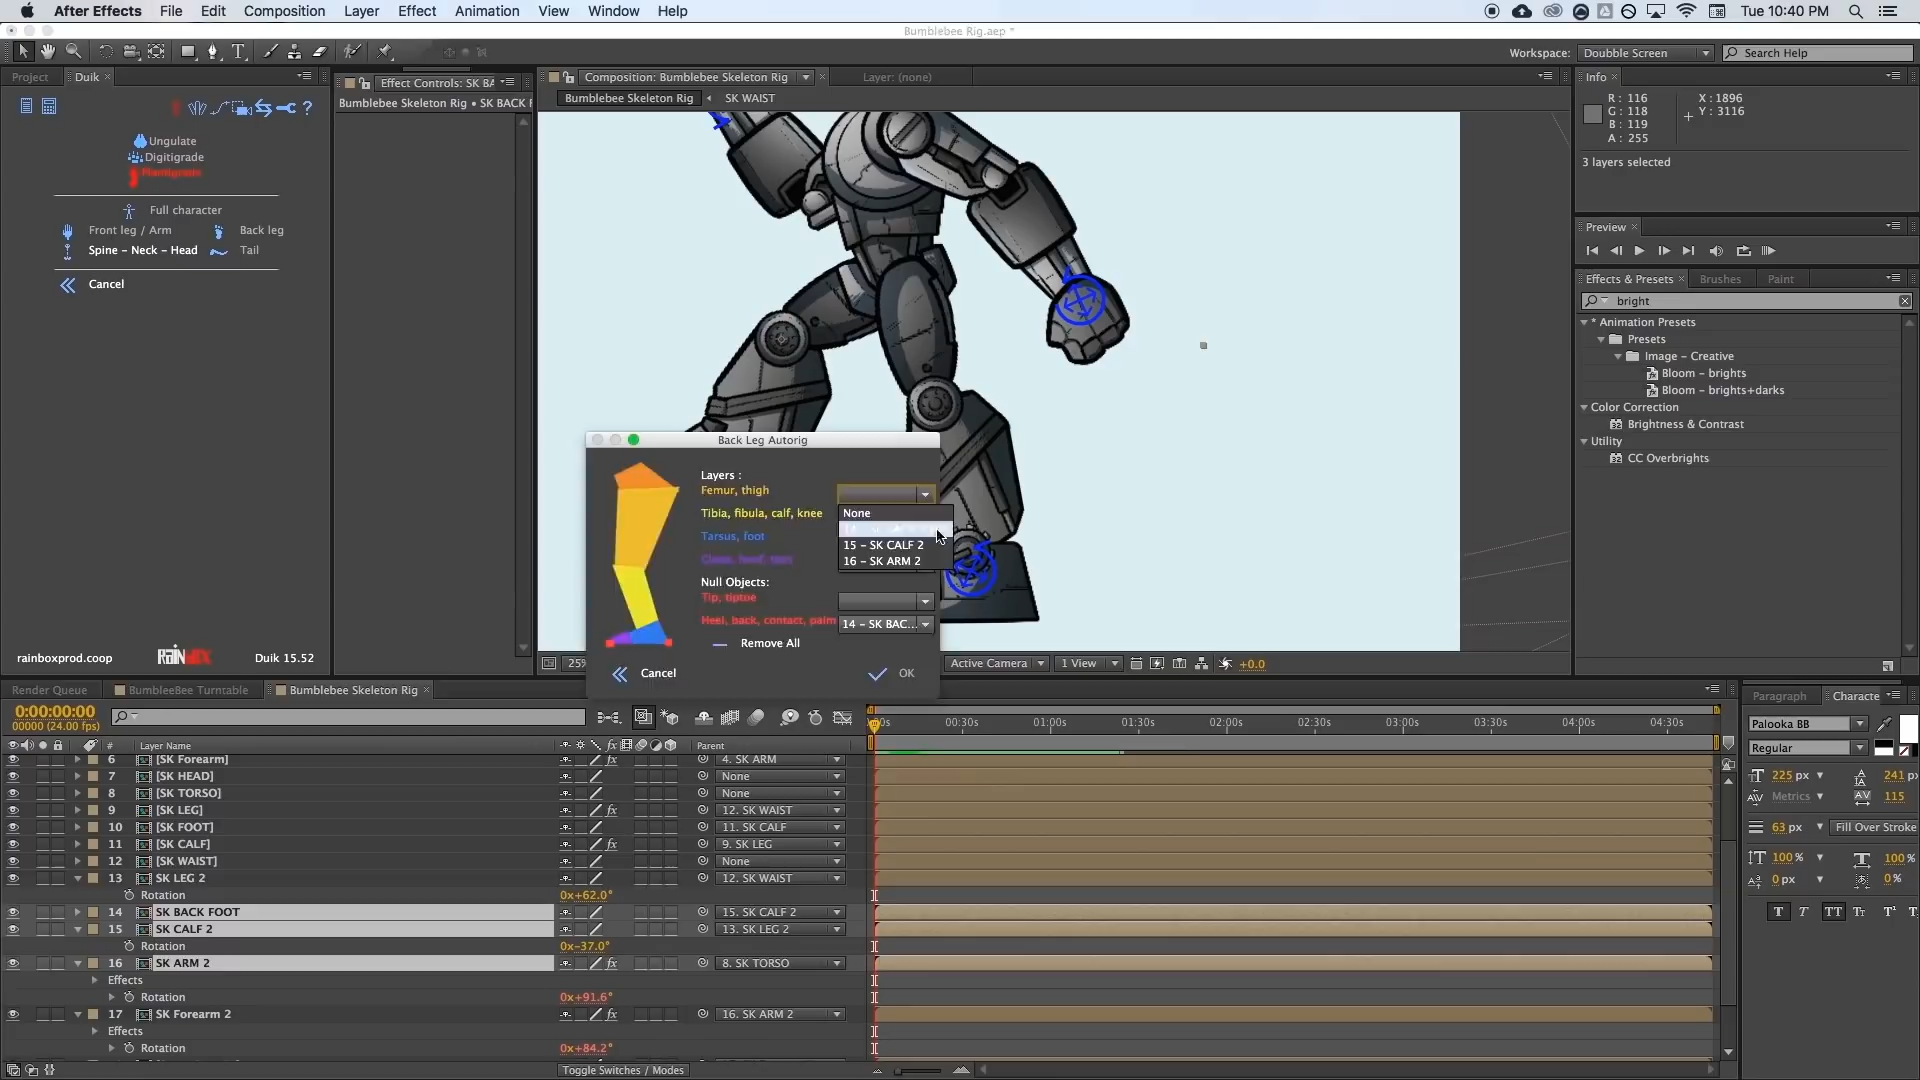 After Effects File Edit Composition Layer Effect Animation View Window Help Tue 10:40 PM
Bumblebee Rig.aep *
T Workspace: Doubble Screen Search Help
Project Duik × Effect Controls: SK BA Composition: Bumblebee Skeleton Rig × Layer: (none) Info ×
Bumblebee Skeleton Rig • SK BACK F Bumblebee Skeleton Rig SK WAIST
R : 116 X : 1896
G : 118 + Y : 3116
B : 119
A : 255
3 layers selected
?
Ungulate
Digitigrade
Plantigrade
Full character
Front leg / Arm Back leg
Spine – Neck – Head Tail
Cancel
rainboxprod.coop RAINBOX Duik 15.52
Preview ×
Effects & Presets × Brushes Paint
bright
* Animation Presets
Presets
Image – Creative
Bloom – brights
Bloom – brights+darks
Color Correction
Brightness & Contrast
Utility
CC Overbrights
Back Leg Autorig
Layers :
Femur, thigh
Tibia, fibula, calf, knee None
Tarsus, foot 15 – SK CALF 2
16 – SK ARM 2
Null Objects:
Tip, tiptoe
Heel, back, contact, palm 14 – SK BAC...
Remove All
Cancel OK
25% Active Camera 1 View +0.0
Render Queue BumbleeBee Turntable Bumblebee Skeleton Rig × Paragraph Characte
0:00:00:00
00000 (24.00 fps)
00s 00:30s 01:00s 01:30s 02:00s 02:30s 03:00s 03:30s 04:00s 04:30s
# Layer Name fx Parent
6 [SK Forearm] fx 4. SK ARM
7 [SK HEAD] None
8 [SK TORSO] None
9 [SK LEG] fx 12. SK WAIST
10 [SK FOOT] 11. SK CALF
11 [SK CALF] fx 9. SK LEG
12 [SK WAIST] None
13 SK LEG 2 12. SK WAIST
Rotation 0x+62.0°
14 SK BACK FOOT 15. SK CALF 2
15 SK CALF 2 13. SK LEG 2
Rotation 0x-37.0°
16 SK ARM 2 fx 8. SK TORSO
Effects
Rotation 0x+91.6°
17 SK Forearm 2 fx 16. SK ARM 2
Effects
Rotation 0x+84.2°
Toggle Switches / Modes
Palooka BB
Regular
225 px 241 px
Metrics 115
63 px Fill Over Stroke
100 % 100 %
0 px 0 %
T T TT Tt T¹ T